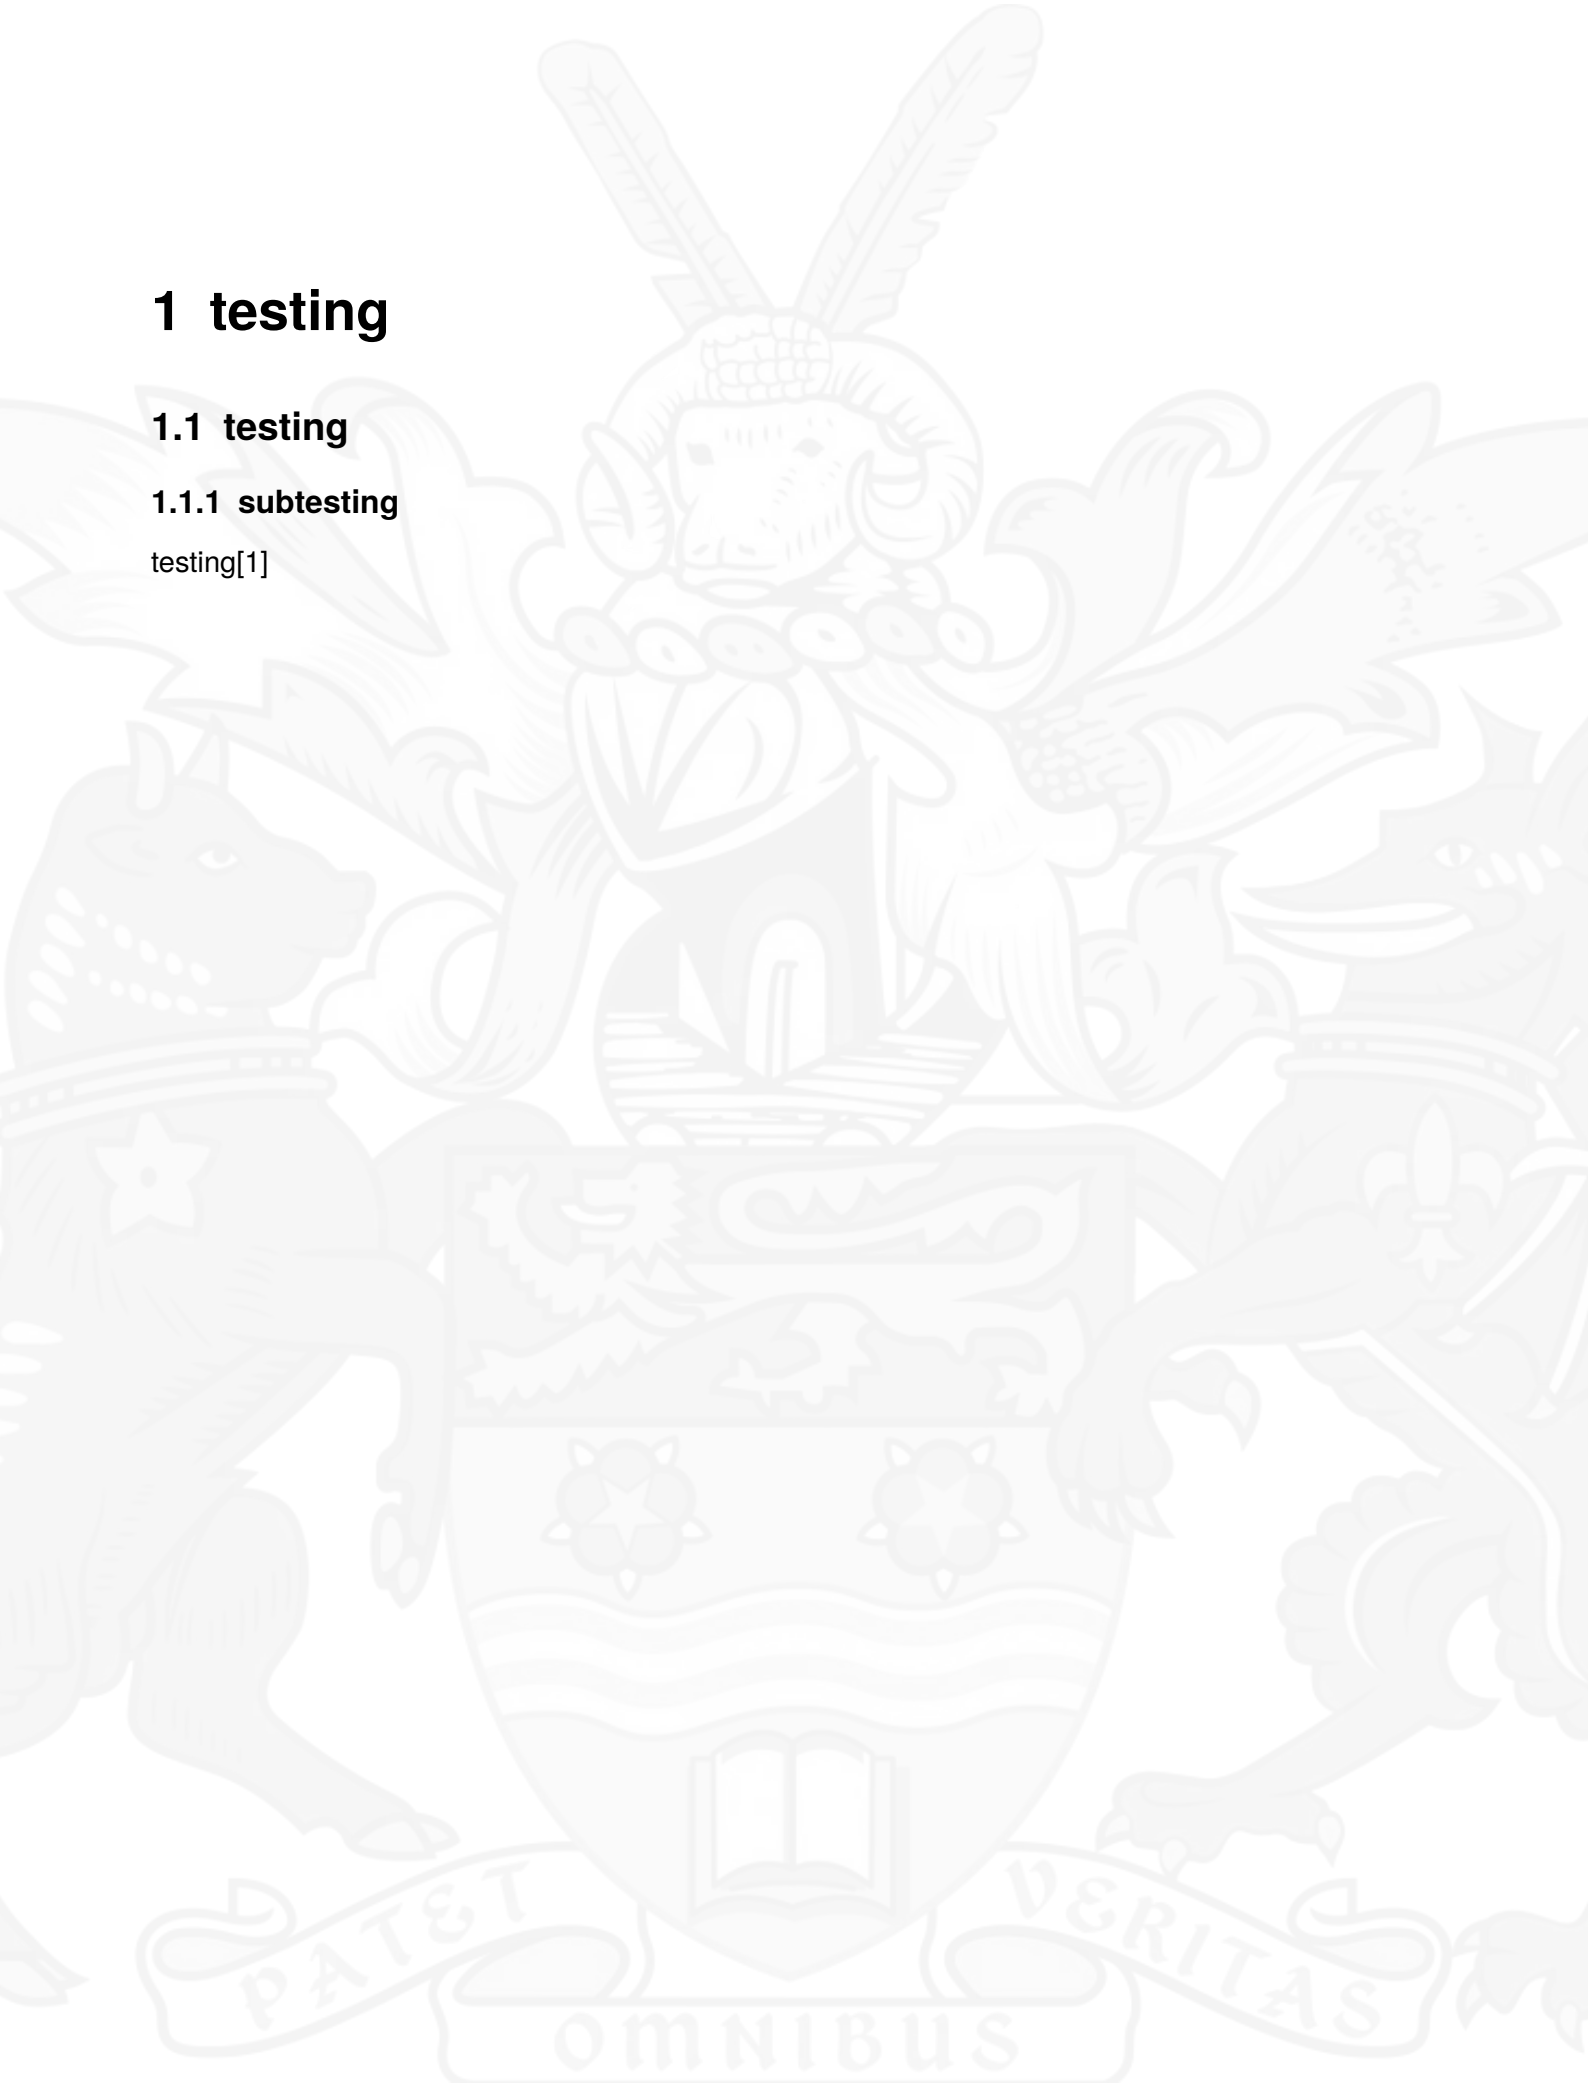 1 testing
1.1 testing
1.1.1 subtesting
testing[1]
PATET
OMNIBUS
VERITAS